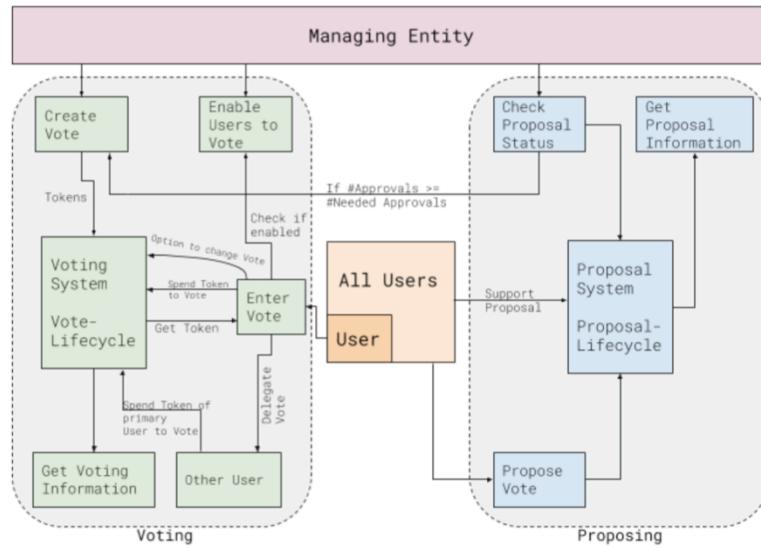 Managing Entity
Create
Vote
Enable
Users to
Vote
Check
Proposal
Status
Get
Proposal
Information
If #Approvals >=
#Needed Approvals
Tokens
Check if
enabled
Option to change Vote
Voting
System
Vote-
Lifecycle
Spend Token
to Vote
Get Token
Enter
Vote
All Users
User
Support
Proposal
Proposal
System
Proposal-
Lifecycle
Delegate
Vote
Spend Token of
primary
User to Vote
Get Voting
Information
Other User
Propose
Vote
Voting
Proposing